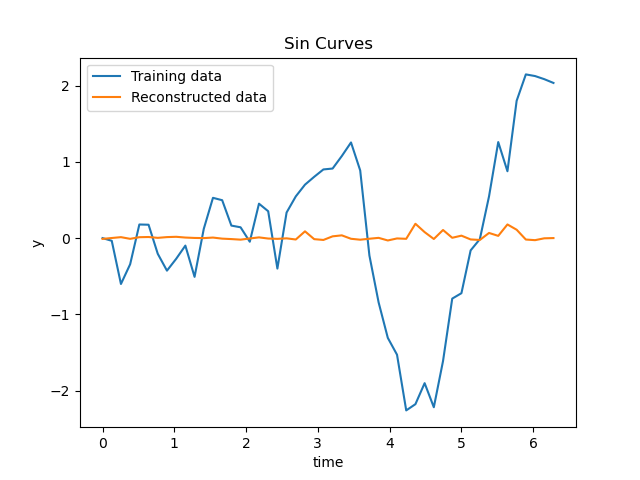 Sin Curves
Training data
Reconstructed data
2
1
0
−1
−2
y
0 1 2 3 4 5 6
time